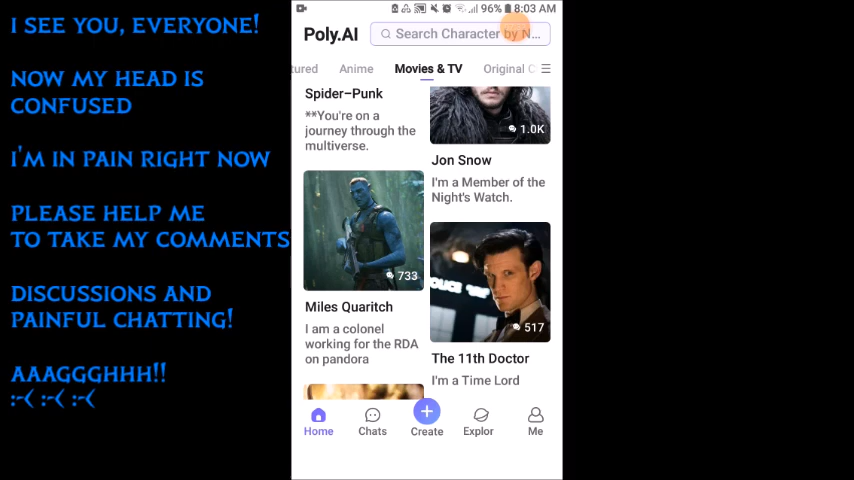 I SEE YOU, EVERYONE!
NOW MY HEAD IS
CONFUSED
I'M IN PAIN RIGHT NOW
PLEASE HELP ME
TO TAKE MY COMMENTS
DISCUSSIONS AND
PAINFUL CHATTING!
AAAGGGHHH!!
:-( :-( :-(
96% 8:03 AM
Poly.AI
Search Character by N...
tured Anime Movies & TV Original C
Spider-Punk
**You're on a
journey through the
multiverse.
1.0K
Jon Snow
I'm a Member of the
Night's Watch.
733
Miles Quaritch
I am a colonel
working for the RDA
on pandora
517
The 11th Doctor
I'm a Time Lord
Home Chats Create Explor Me